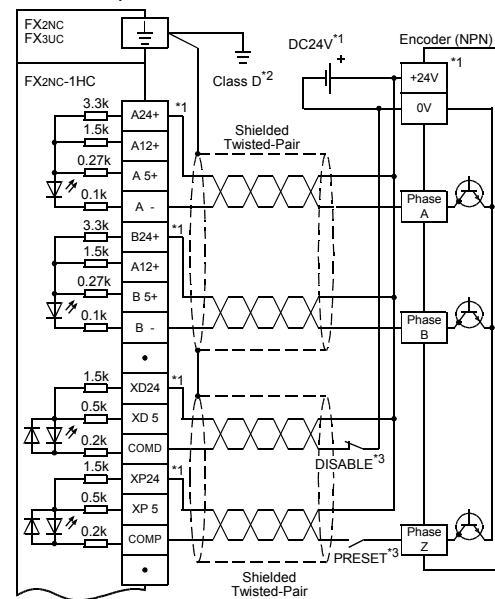 FX2NC
FX3UC
DC24V*1
Encoder (NPN)
*1
+24V
0V
Class D*2
FX2NC-1HC
3.3k
A24+
*1
1.5k
A12+
0.27k
A 5+
0.1k
A -
Shielded
Twisted-Pair
Phase
A
3.3k
B24+
*1
1.5k
A12+
0.27k
B 5+
0.1k
B -
Phase
B
1.5k
XD24
*1
0.5k
XD 5
0.2k
COMD
DISABLE*3
1.5k
XP24
*1
0.5k
XP 5
0.2k
COMP
PRESET*3
Phase
Z
Shielded
Twisted-Pair